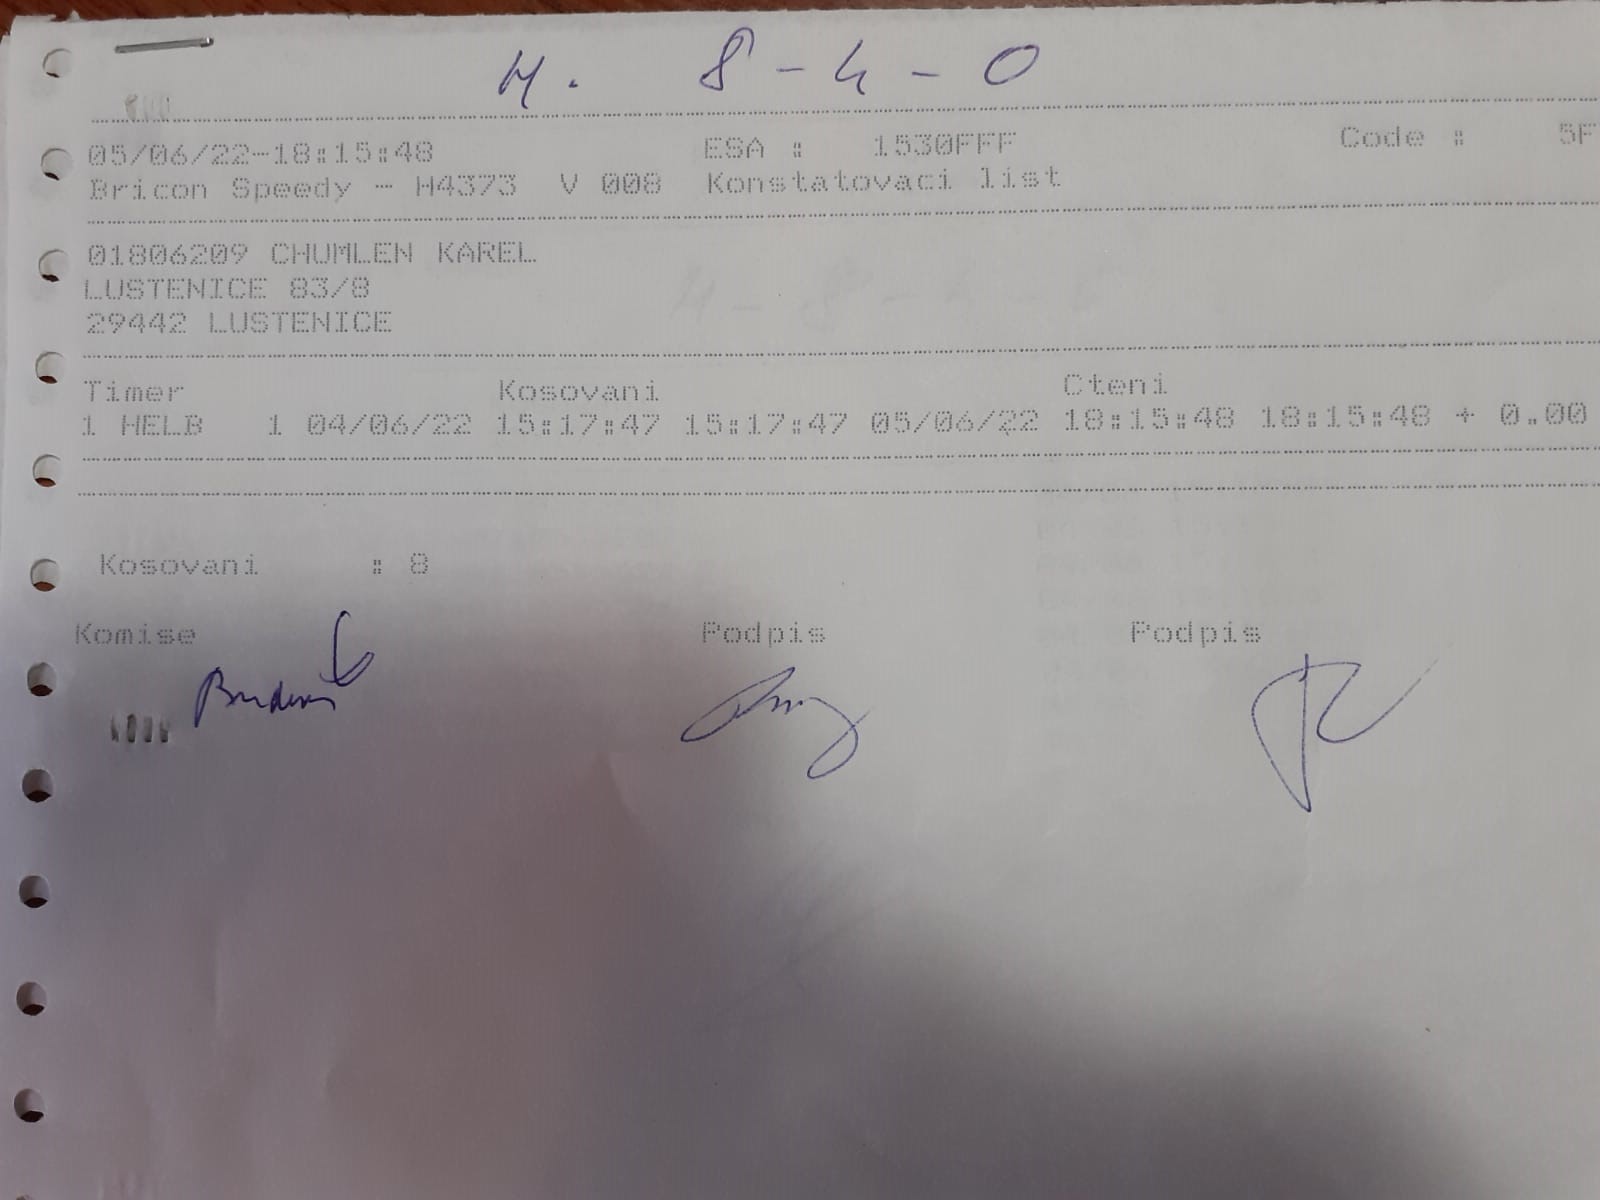 H. 8-4-0
05/06/22-18:15:48 ESA : 1530FFF Code : 5F
Bricon Speedy - H4373 V 008 Konstatovaci list
01806209 CHUMLEN KAREL
LUSTENICE 83/8
29442 LUSTENICE
Timer Kosovani Cteni
1 HELB 1 04/06/22 15:17:47 15:17:47 05/06/22 18:15:48 18:15:48 + 0.00
Kosovani : 8
Komise Podpis Podpis